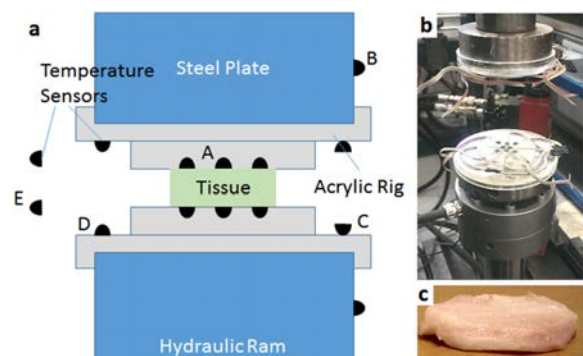 a
Steel Plate
B
Temperature
Sensors
A
Acrylic Rig
Tissue
E
D
C
Hydraulic Ram
b
c